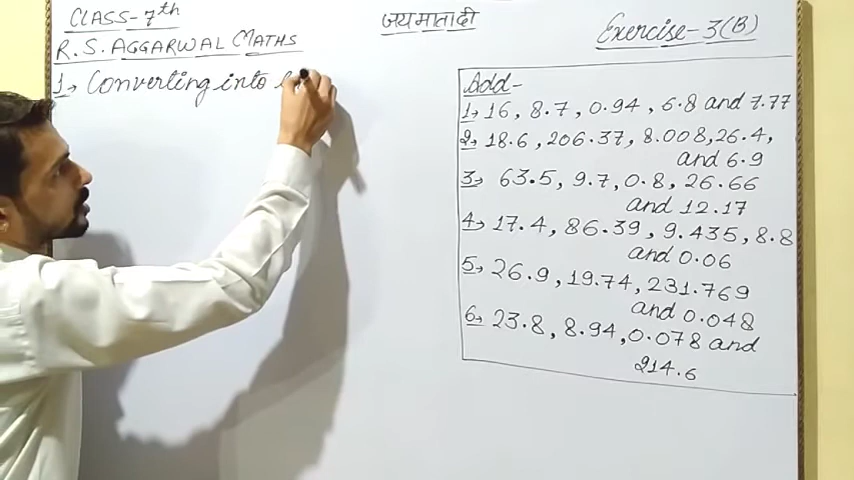 CLASS-7th
जय माता दी
Exercise-3(B)
R.S. AGGARWAL MATHS
1→ Converting into
Add-
1→ 16, 8.7, 0.94, 6.8 and 7.77
2→ 18.6, 206.37, 8.008, 26.4,
and 6.9
3→ 63.5, 9.7, 0.8, 26.66
and 12.17
4→ 17.4, 86.39, 9.435, 8.8
and 0.06
5→ 26.9, 19.74, 231.769
and 0.048
6→ 23.8, 8.94, 0.078 and
214.6